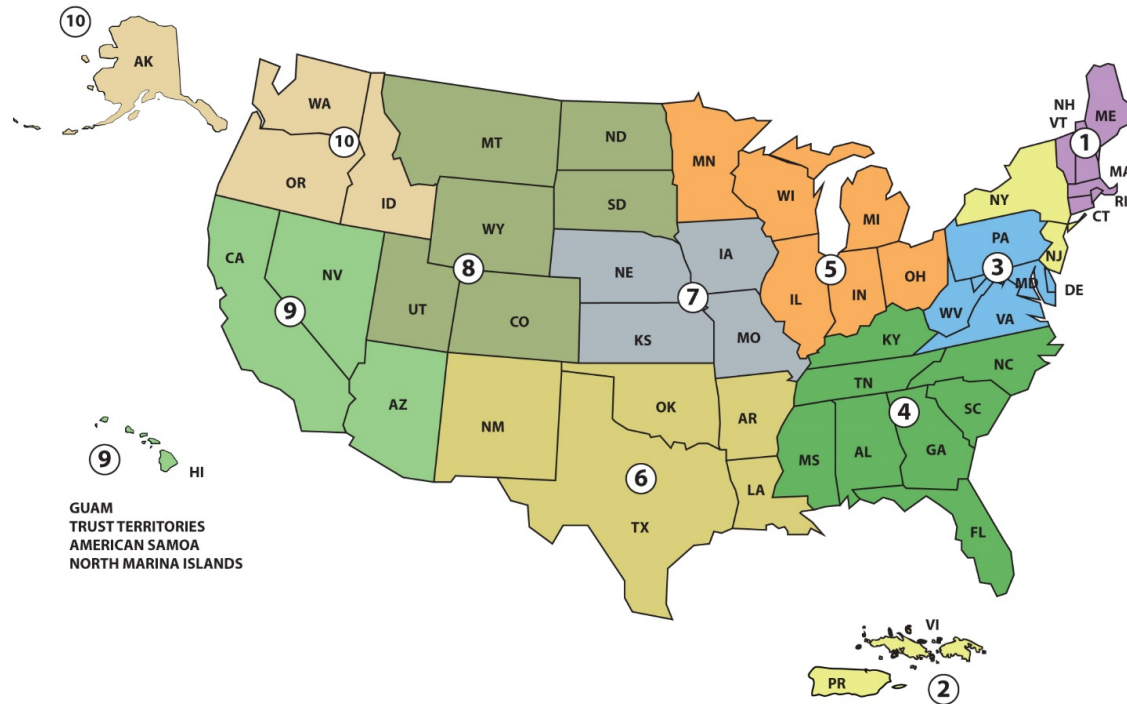 10
AK
WA
10
OR
ID
MT
ND
SD
WY
8
UT
CO
CA
NV
9
AZ
NM
NE
KS
IA
MO
7
MN
WI
MI
IL
IN
OH
5
OK
AR
TX
LA
6
KY
TN
NC
SC
MS
AL
GA
FL
4
PA
MD
DE
WV
VA
3
NY
NJ
NH
VT
ME
1
MA
RI
CT
9
HI
GUAM
TRUST TERRITORIES
AMERICAN SAMOA
NORTH MARINA ISLANDS
VI
PR
2